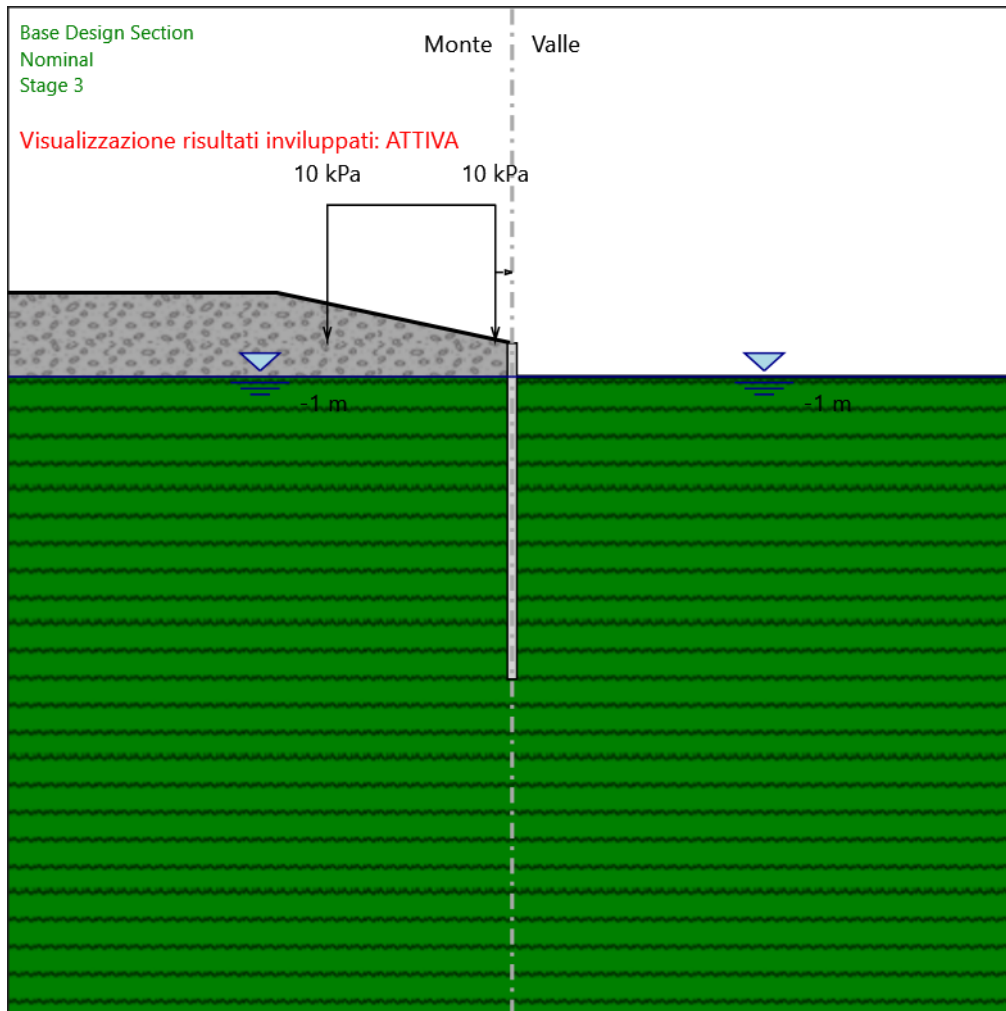 Base Design Section
Nominal
Stage 3
Monte
Valle
Visualizzazione risultati inviluppati: ATTIVA
10 kPa
10 kPa
-1 m
-1 m